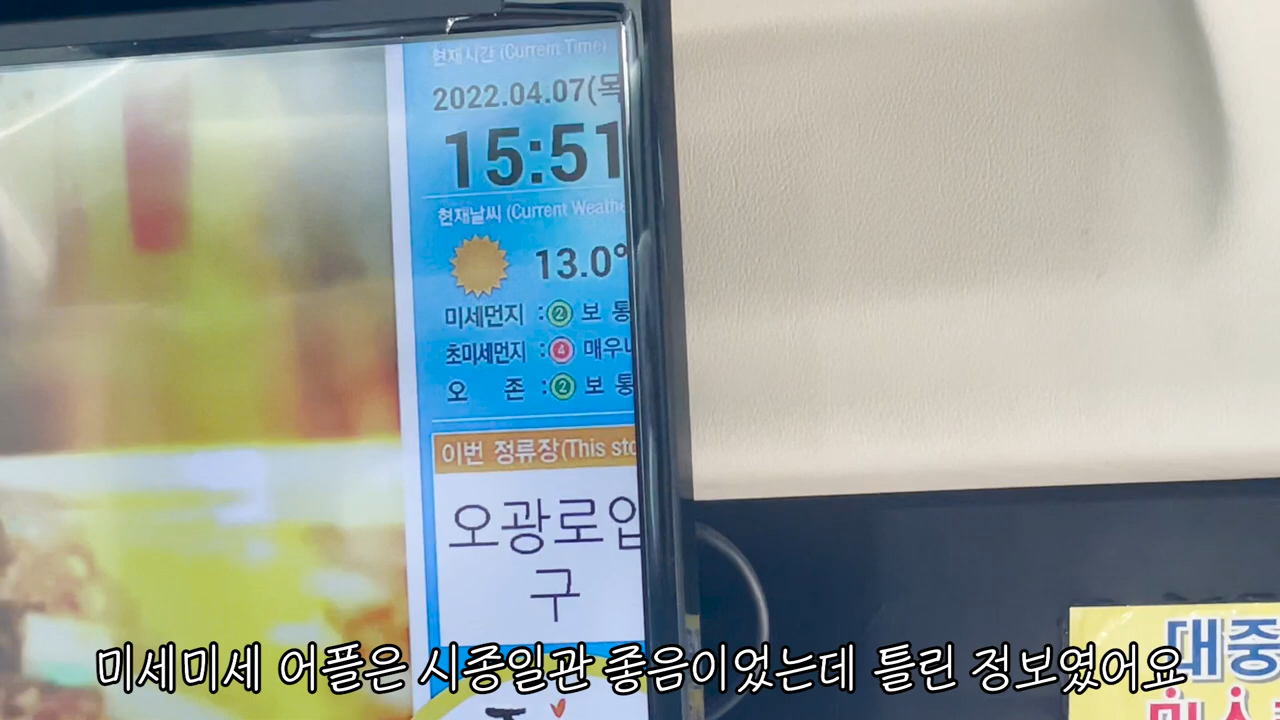 현재시간 (Current Time)
2022.04.07(목
15:51
현재날씨 (Current Weathe
13.0°
미세먼지 : 2 보 통
초미세먼지 : 4 매우나
오 존 : 2 보 통
이번 정류장(This sto
오광로입
구
미세미세 어플은 시종일관 좋음이었는데 틀린 정보였어요
대중